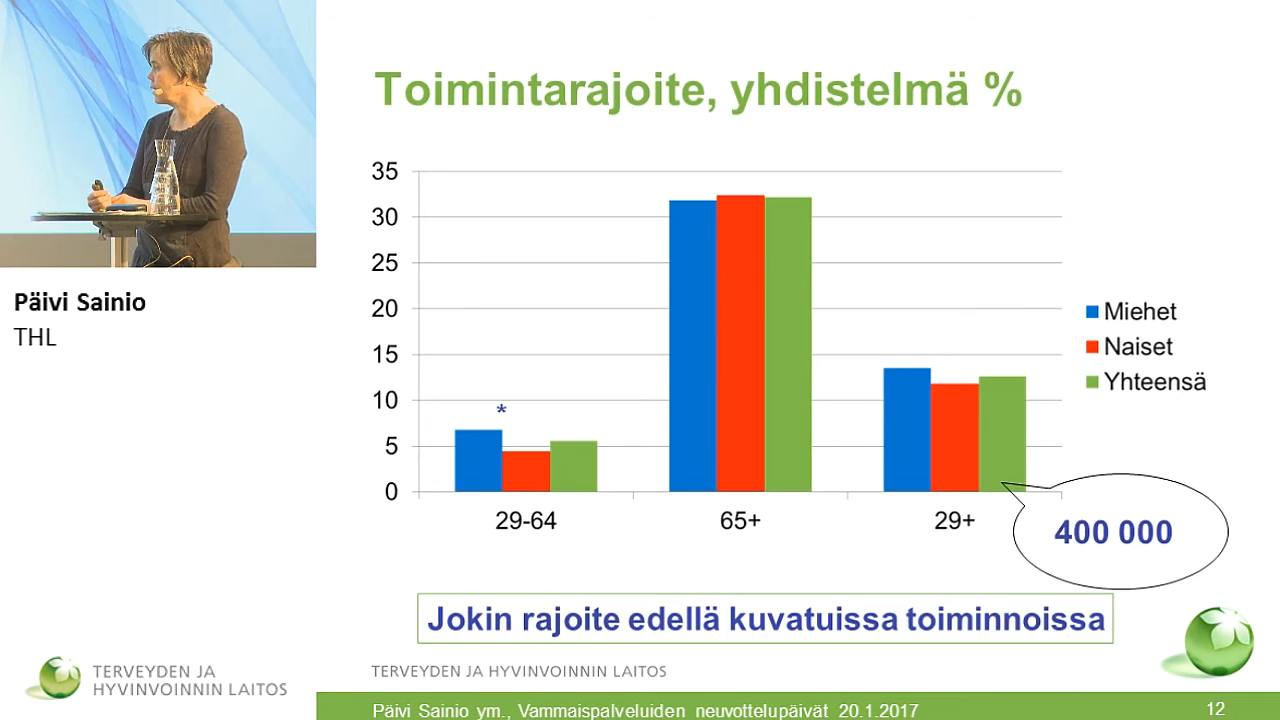 Toimintarajoite, yhdistelmä %
35
30
25
20
15
10
5
0
*
29-64
65+
29+
Miehet
Naiset
Yhteensä
400 000
Jokin rajoite edellä kuvatuissa toiminnoissa
Päivi Sainio
THL
TERVEYDEN JA
HYVINVOINNIN LAITOS
TERVEYDEN JA HYVINVOINNIN LAITOS
Päivi Sainio ym., Vammaispalveluiden neuvottelupäivät 20.1.2017
12